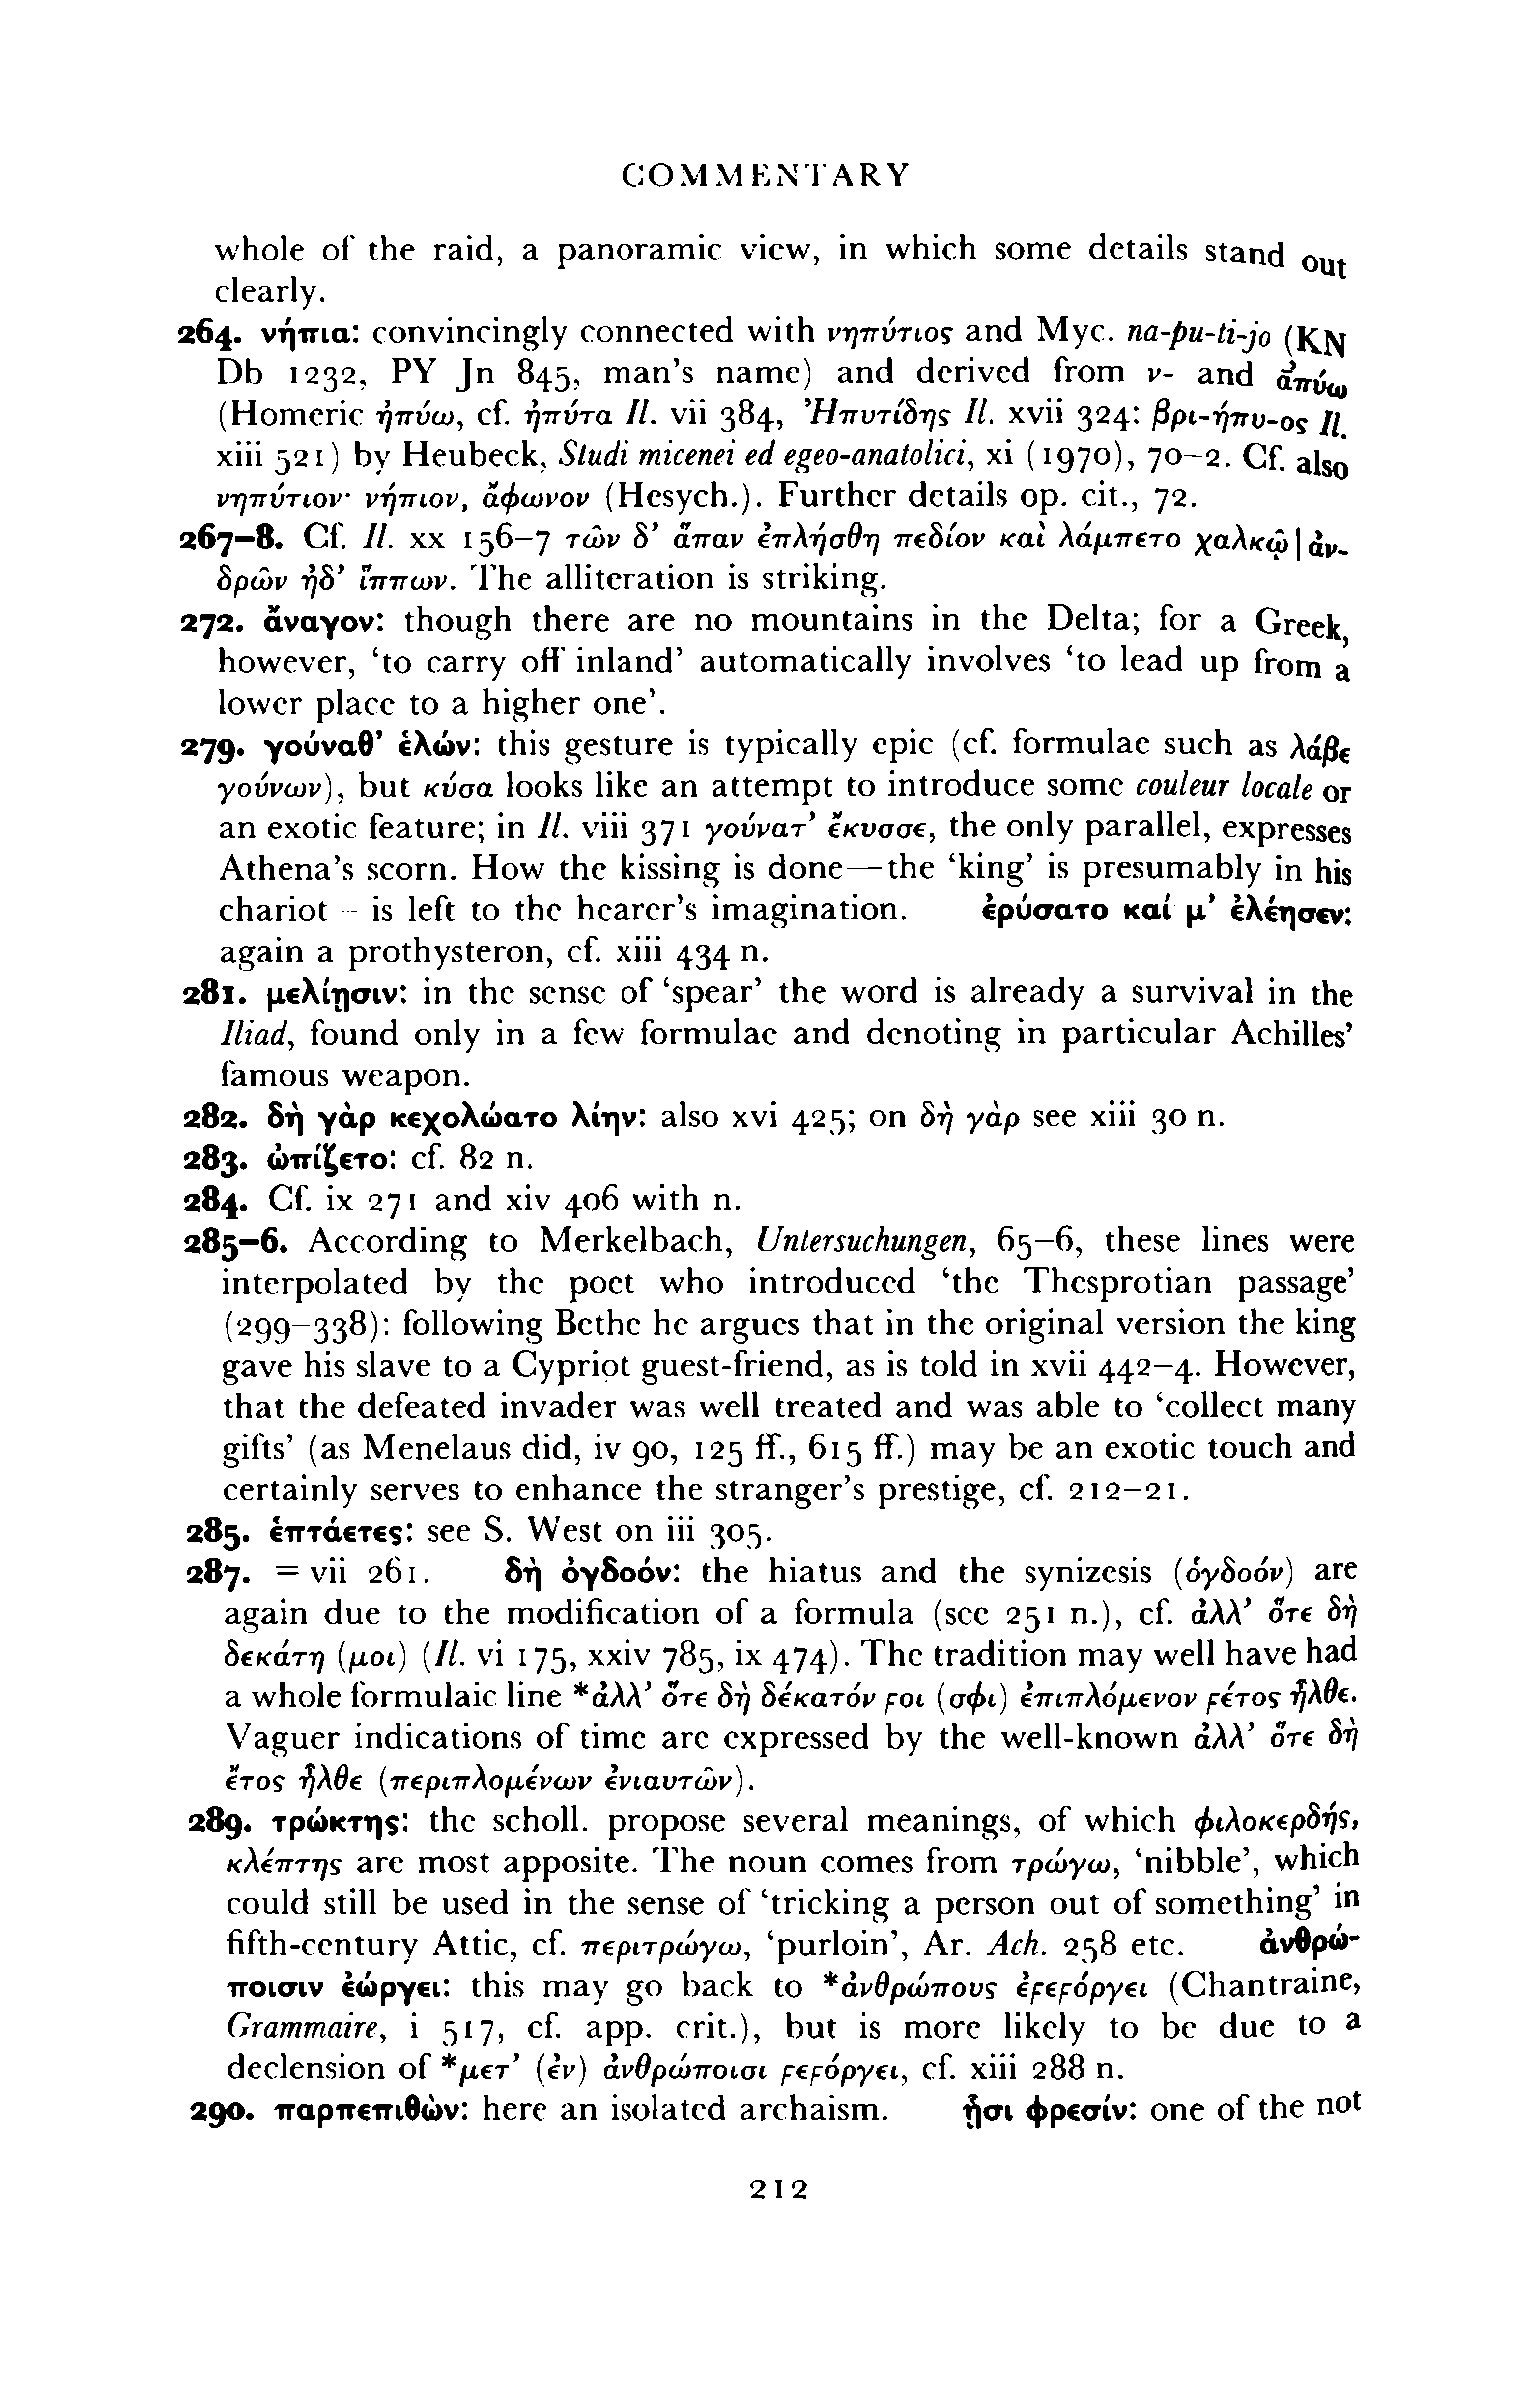 COMMENTARY
whole of the raid, a panoramic view, in which some details stand out
clearly.
264. νήπια: convincingly connected with νηπύτιος and Myc. na-pu-ti-jo (KN
Db 1232, PY Jn 845, man's name) and derived from ν- and ἀπύω
(Homeric ἠπύω, cf. ἠπύτα Il. vii 384, Ἠπυτίδης Il. xvii 324: βρι-ήπυ-ος Il.
xiii 521) by Heubeck, Studi micenei ed egeo-anatolici, xi (1970), 70–2. Cf. also
νηπύτιον· νήπιον, ἄφωνον (Hesych.). Further details op. cit., 72.
267–8. Cf. Il. xx 156–7 τῶν δ' ἅπαν ἐπλήσθη πεδίον καὶ λάμπετο χαλκῷ|ἀν-
δρῶν ἠδ' ἵππων. The alliteration is striking.
272. ἄναγον: though there are no mountains in the Delta; for a Greek,
however, 'to carry off inland' automatically involves 'to lead up from a
lower place to a higher one'.
279. γούναθ' ἑλών: this gesture is typically epic (cf. formulae such as λάβε
γούνων), but κύσα looks like an attempt to introduce some couleur locale or
an exotic feature; in Il. viii 371 γούνατ' ἔκυσσε, the only parallel, expresses
Athena's scorn. How the kissing is done—the 'king' is presumably in his
chariot - is left to the hearer's imagination. ἐρύσατο καί μ' ἐλέησεν:
again a prothysteron, cf. xiii 434 n.
281. μελίῃσιν: in the sense of 'spear' the word is already a survival in the
Iliad, found only in a few formulae and denoting in particular Achilles'
famous weapon.
282. δὴ γὰρ κεχολώατο λίην: also xvi 425; on δὴ γὰρ see xiii 30 n.
283. ὠπίζετο: cf. 82 n.
284. Cf. ix 271 and xiv 406 with n.
285–6. According to Merkelbach, Untersuchungen, 65–6, these lines were
interpolated by the poet who introduced 'the Thesprotian passage'
(299–338): following Bethe he argues that in the original version the king
gave his slave to a Cypriot guest-friend, as is told in xvii 442–4. However,
that the defeated invader was well treated and was able to 'collect many
gifts' (as Menelaus did, iv 90, 125 ff., 615 ff.) may be an exotic touch and
certainly serves to enhance the stranger's prestige, cf. 212–21.
285. ἑπτάετες: see S. West on iii 305.
287. = vii 261. δὴ ὀγδοόν: the hiatus and the synizesis (ὀγδοόν) are
again due to the modification of a formula (see 251 n.), cf. ἀλλ' ὅτε δὴ
δεκάτη (μοι) (Il. vi 175, xxiv 785, ix 474). The tradition may well have had
a whole formulaic line *ἀλλ' ὅτε δὴ δέκατόν ϝοι (σφι) ἐπιπλόμενον ϝέτος ἦλθε.
Vaguer indications of time are expressed by the well-known ἀλλ' ὅτε δὴ
ἔτος ἦλθε (περιπλομένων ἐνιαυτῶν).
289. τρώκτης: the scholl. propose several meanings, of which φιλοκερδής,
κλέπτης are most apposite. The noun comes from τρώγω, 'nibble', which
could still be used in the sense of 'tricking a person out of something' in
fifth-century Attic, cf. περιτρώγω, 'purloin', Ar. Ach. 258 etc. ἀνθρώ-
ποισιν ἐώργει: this may go back to *ἀνθρώπους ἐϝεϝόργει (Chantraine,
Grammaire, i 517, cf. app. crit.), but is more likely to be due to a
declension of *μετ' (ἐν) ἀνθρώποισι ϝεϝόργει, cf. xiii 288 n.
290. παρπεπιθών: here an isolated archaism. ᾗσι φρεσίν: one of the not
212